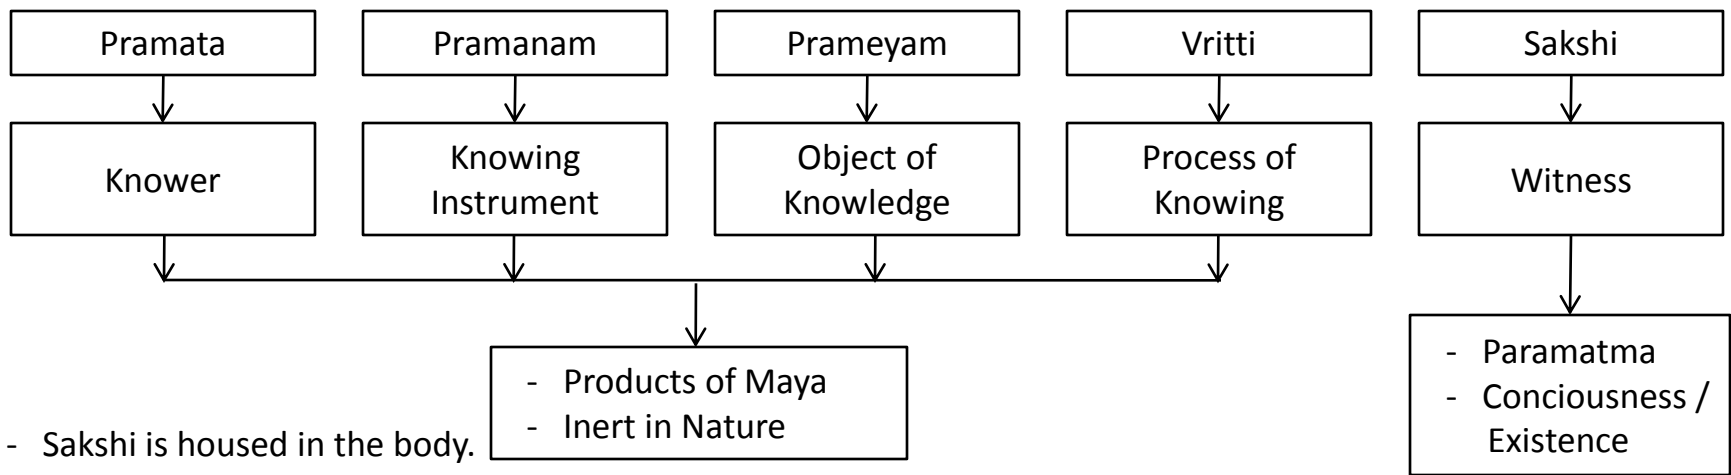 Pramata
Pramanam
Prameyam
Vritti
Sakshi
Knower
Knowing
Instrument
Object of
Knowledge
Process of
Knowing
Witness
- Products of Maya
- Inert in Nature
- Paramatma
- Conciousness /
Existence
- Sakshi is housed in the body.